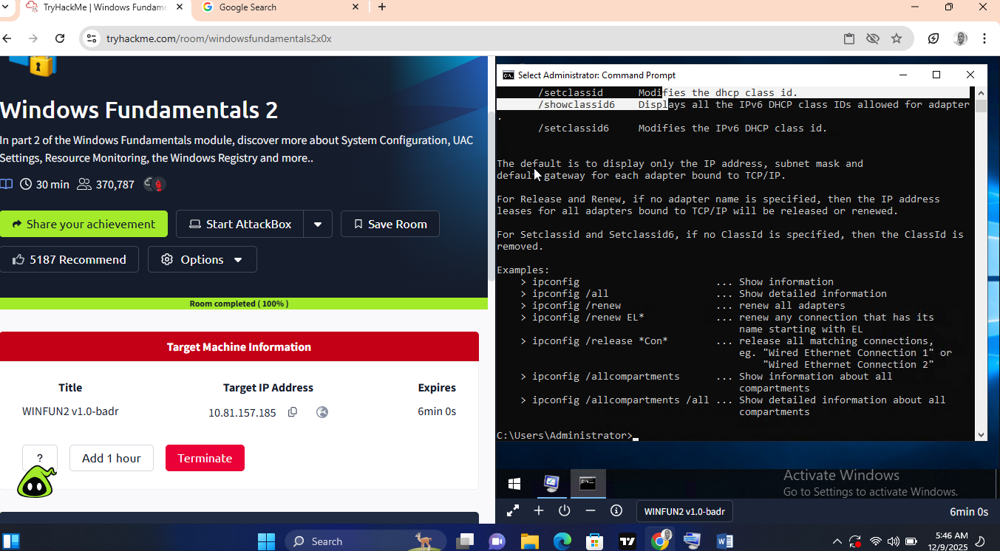 TryHackMe | Windows Fundame
Google Search
tryhackme.com/room/windowsfundamentals2x0x
Windows Fundamentals 2
In part 2 of the Windows Fundamentals module, discover more about System Configuration, UAC
Settings, Resource Monitoring, the Windows Registry and more..
30 min 370,787
Share your achievement Start AttackBox Save Room
5187 Recommend Options
Room completed ( 100% )
Target Machine Information
Title Target IP Address Expires
WINFUN2 v1.0-badr 10.81.157.185 6min 0s
? Add 1 hour Terminate
Select Administrator: Command Prompt
/setclassid Modifies the dhcp class id.
/showclassid6 Displays all the IPv6 DHCP class IDs allowed for adapter
.
/setclassid6 Modifies the IPv6 DHCP class id.
The default is to display only the IP address, subnet mask and
default gateway for each adapter bound to TCP/IP.
For Release and Renew, if no adapter name is specified, then the IP address
leases for all adapters bound to TCP/IP will be released or renewed.
For Setclassid and Setclassid6, if no ClassId is specified, then the ClassId is
removed.
Examples:
> ipconfig ... Show information
> ipconfig /all ... Show detailed information
> ipconfig /renew ... renew all adapters
> ipconfig /renew EL* ... renew any connection that has its
name starting with EL
> ipconfig /release *Con* ... release all matching connections,
eg. "Wired Ethernet Connection 1" or
"Wired Ethernet Connection 2"
> ipconfig /allcompartments ... Show information about all
compartments
> ipconfig /allcompartments /all ... Show detailed information about all
compartments
C:\Users\Administrator>
Activate Windows
Go to Settings to activate Windows.
WINFUN2 v1.0-badr 6min 0s
Search
5:46 AM
12/9/2025